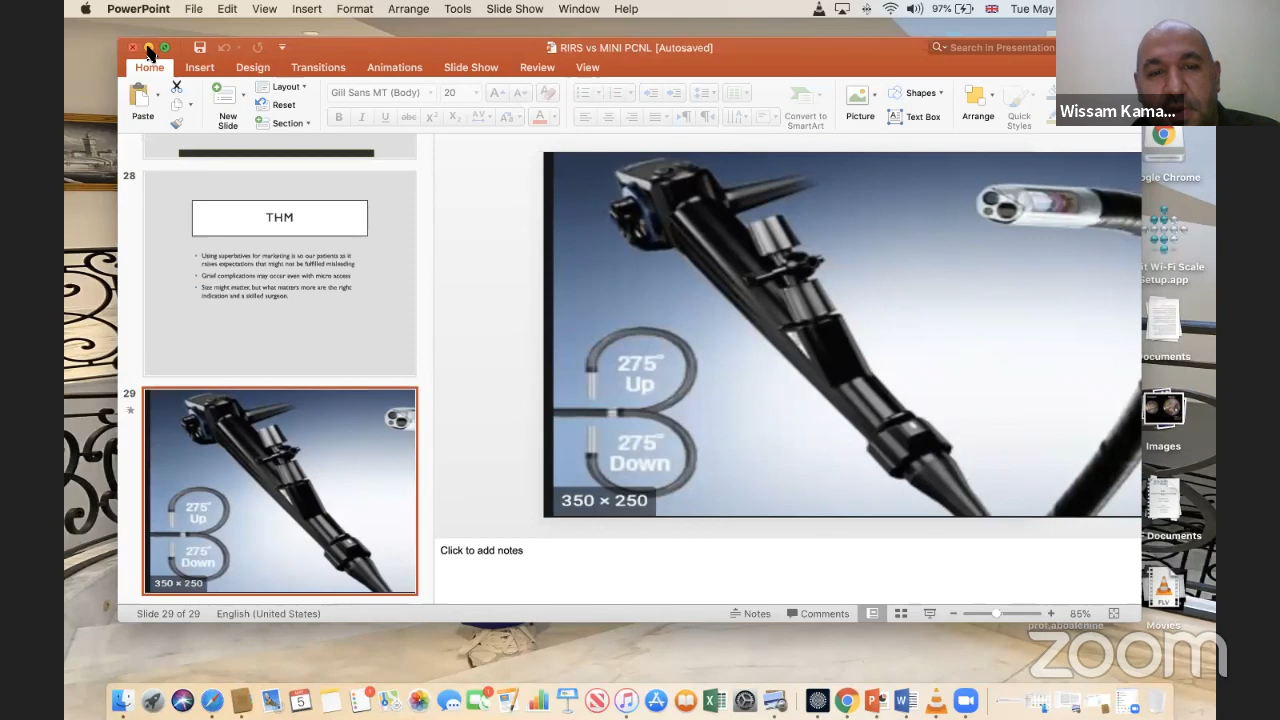 PowerPoint File Edit View Insert Format Arrange Tools Slide Show Window Help 97% Tue May
RIRS vs MINI PCNL [Autosaved]
Search in Presentation
Home Insert Design Transitions Animations Slide Show Review View
Paste
New Slide
Layout
Reset
Section
Gill Sans MT (Body) 20
Convert to SmartArt
Picture
Shapes
Text Box
Arrange
Quick Styles
Wissam Kama...
28
THM
Using superlatives for marketing is so our patients as it raises expectations that might not be fulfilled misleading
Grief complications may occur even with micro access
Size might matter, but what matters more are the right indication and a skilled surgeon.
29
275° Up
275° Down
350 × 250
275° Up
275° Down
350 × 250
Click to add notes
Slide 29 of 29 English (United States) Notes Comments 85%
ogle Chrome
t Wi-Fi Scale
Setup.app
ocuments
Images
Documents
FLV
Movies
prof.aboalenine
zoom